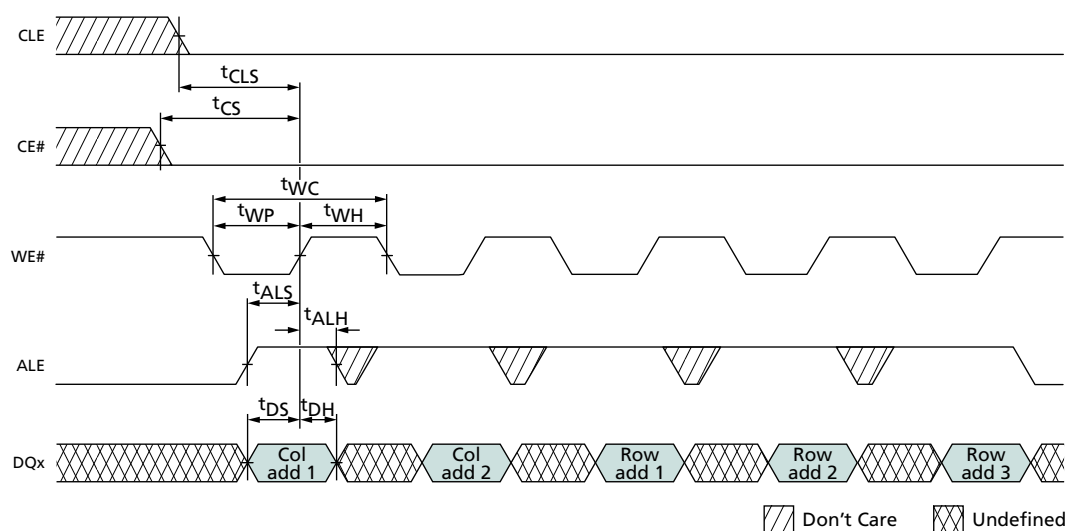 CLE
tCLS
tCS
CE#
tWC
tWP tWH
WE#
tALS
tALH
ALE
tDS tDH
DQx
Col add 1
Col add 2
Row add 1
Row add 2
Row add 3
Don't Care
Undefined